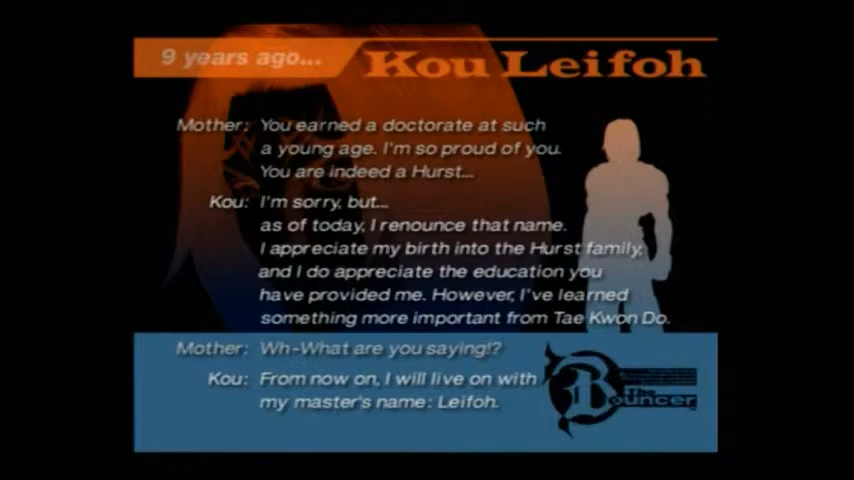 9 years ago...
Kou Leifoh
Mother: You earned a doctorate at such
a young age. I'm so proud of you.
You are indeed a Hurst...
Kou: I'm sorry, but...
as of today, I renounce that name.
I appreciate my birth into the Hurst family,
and I do appreciate the education you
have provided me. However, I've learned
something more important from Tae Kwon Do.
Mother: Wh-What are you saying!?
Kou: From now on, I will live on with
my master's name: Leifoh.
The
Bouncer